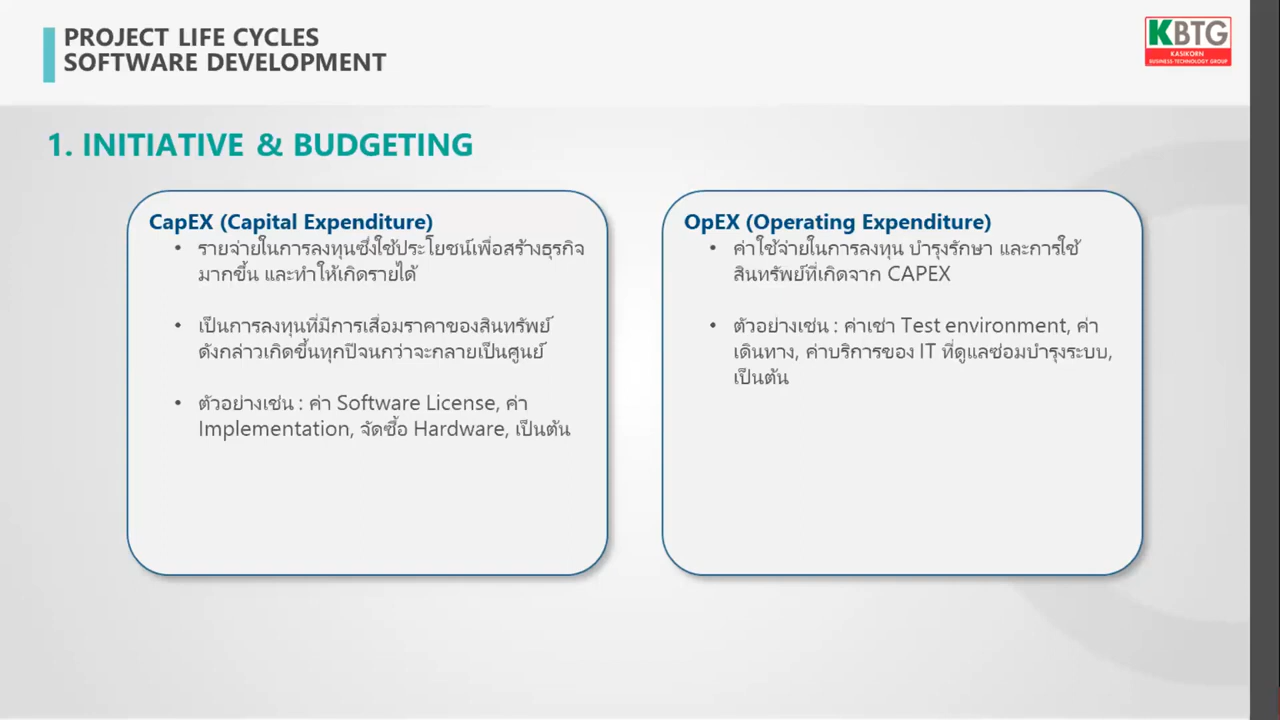 PROJECT LIFE CYCLES
SOFTWARE DEVELOPMENT
KBTG
KASIKORN
BUSINESS-TECHNOLOGY GROUP
1. INITIATIVE & BUDGETING
CapEX (Capital Expenditure)
• รายจ่ายในการลงทุนซึ่งใช้ประโยชน์เพื่อสร้างธุรกิจ
มากขึ้น และทำให้เกิดรายได้
• เป็นการลงทุนที่มีการเสื่อมราคาของสินทรัพย์
ดังกล่าวเกิดขึ้นทุกปีจนกว่าจะกลายเป็นศูนย์
• ตัวอย่างเช่น : ค่า Software License, ค่า
Implementation, จัดซื้อ Hardware, เป็นต้น
OpEX (Operating Expenditure)
• ค่าใช้จ่ายในการลงทุน บำรุงรักษา และการใช้
สินทรัพย์ที่เกิดจาก CAPEX
• ตัวอย่างเช่น : ค่าเช่า Test environment, ค่า
เดินทาง, ค่าบริการของ IT ที่ดูแลซ่อมบำรุงระบบ,
เป็นต้น